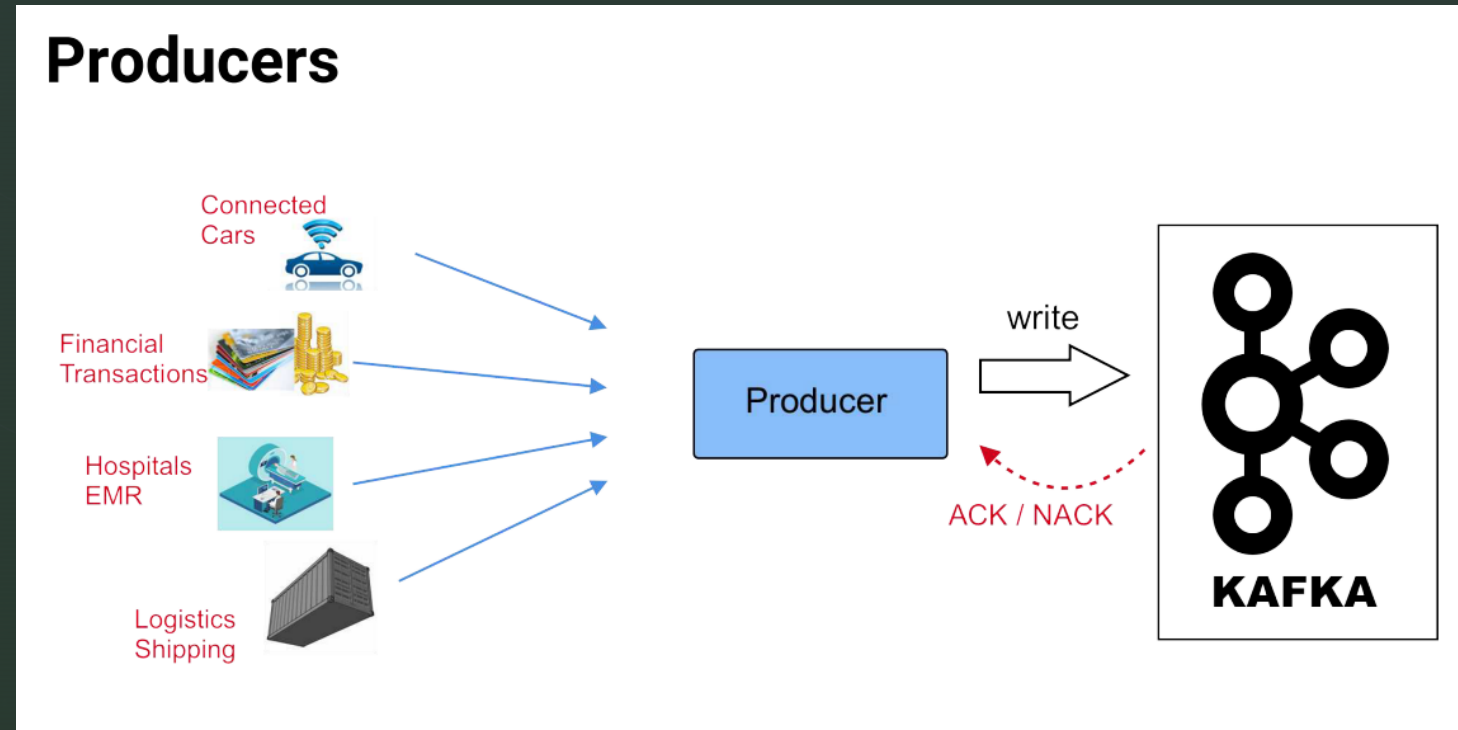 Producers
Connected
Cars
Financial
Transactions
Hospitals
EMR
Logistics
Shipping
Producer
write
ACK / NACK
KAFKA